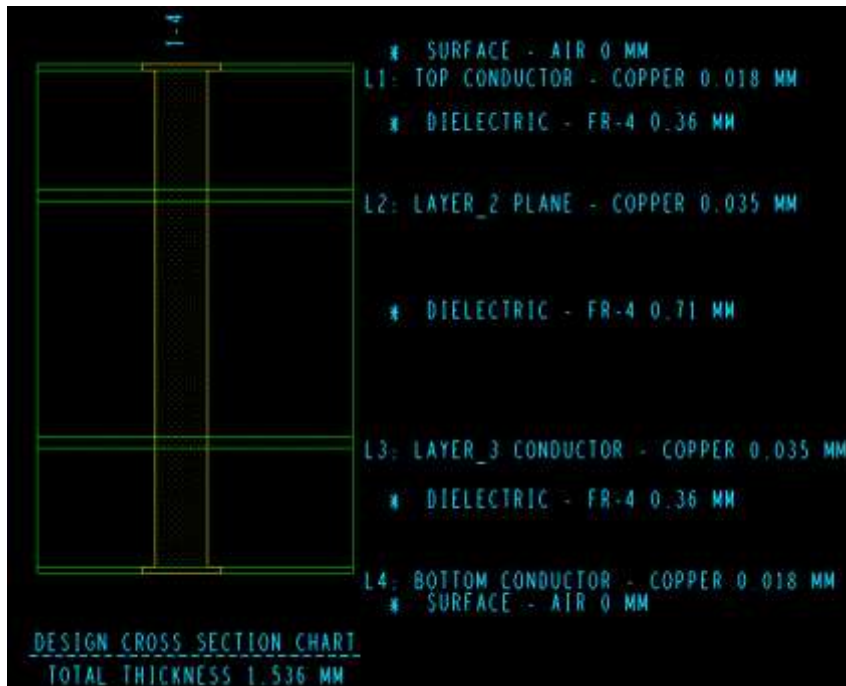 1-4
* SURFACE - AIR 0 MM
L1: TOP CONDUCTOR - COPPER 0.018 MM
* DIELECTRIC - FR-4 0.36 MM
L2: LAYER_2 PLANE - COPPER 0.035 MM
* DIELECTRIC - FR-4 0.71 MM
L3: LAYER_3 CONDUCTOR - COPPER 0.035 MM
* DIELECTRIC - FR-4 0.36 MM
L4: BOTTOM CONDUCTOR - COPPER 0.018 MM
* SURFACE - AIR 0 MM
DESIGN CROSS SECTION CHART
TOTAL THICKNESS 1.536 MM